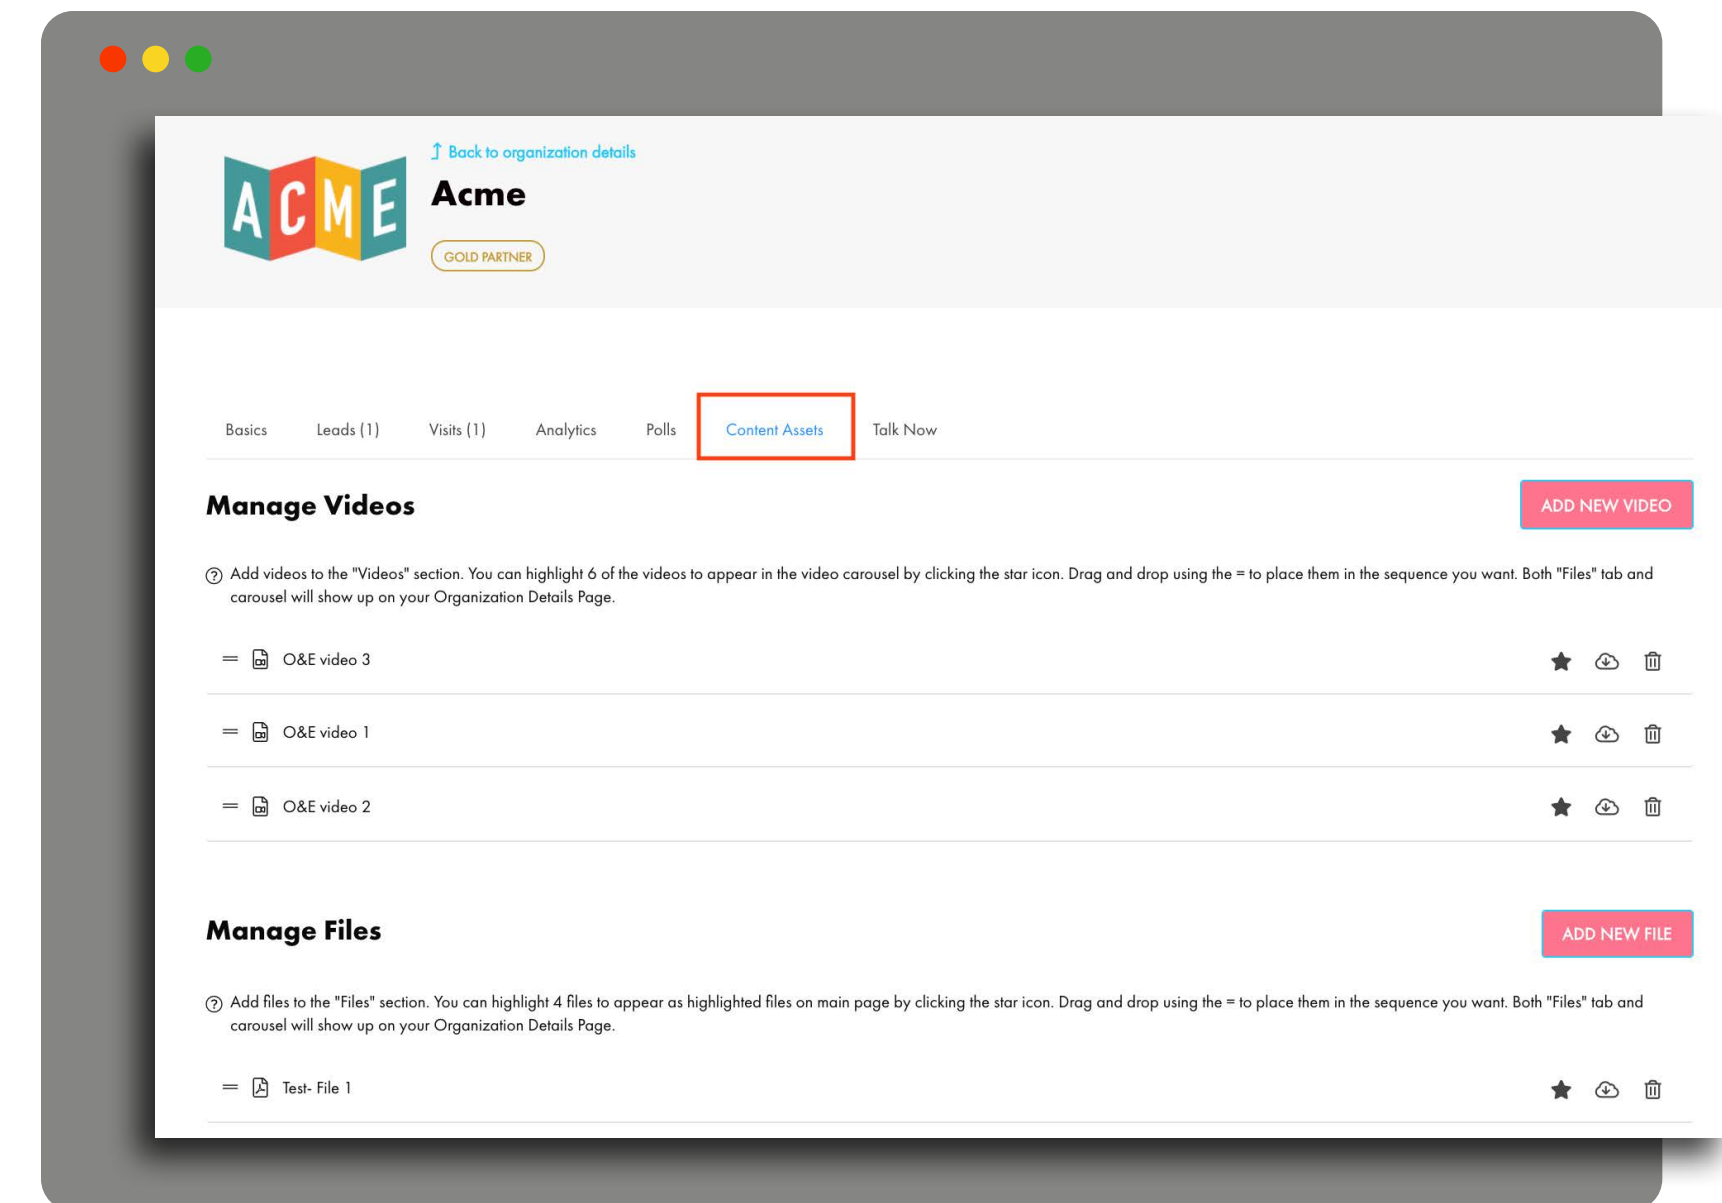 ACME
Back to organization details
Acme
GOLD PARTNER
Basics Leads (1) Visits (1) Analytics Polls Content Assets Talk Now
Manage Videos
ADD NEW VIDEO
Add videos to the "Videos" section. You can highlight 6 of the videos to appear in the video carousel by clicking the star icon. Drag and drop using the = to place them in the sequence you want. Both "Files" tab and
carousel will show up on your Organization Details Page.
O&E video 3
O&E video 1
O&E video 2
Manage Files
ADD NEW FILE
Add files to the "Files" section. You can highlight 4 files to appear as highlighted files on main page by clicking the star icon. Drag and drop using the = to place them in the sequence you want. Both "Files" tab and
carousel will show up on your Organization Details Page.
Test- File 1